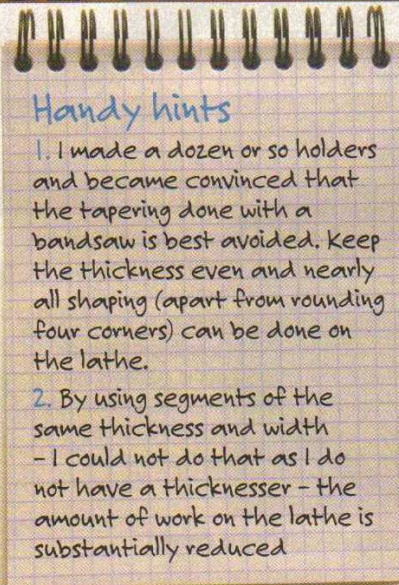 Handy hints
1. I made a dozen or so holders
and became convinced that
the tapering done with a
bandsaw is best avoided. Keep
the thickness even and nearly
all shaping (apart from rounding
four corners) can be done on
the lathe.
2. By using segments of the
same thickness and width
– I could not do that as I do
not have a thicknesser – the
amount of work on the lathe is
substantially reduced